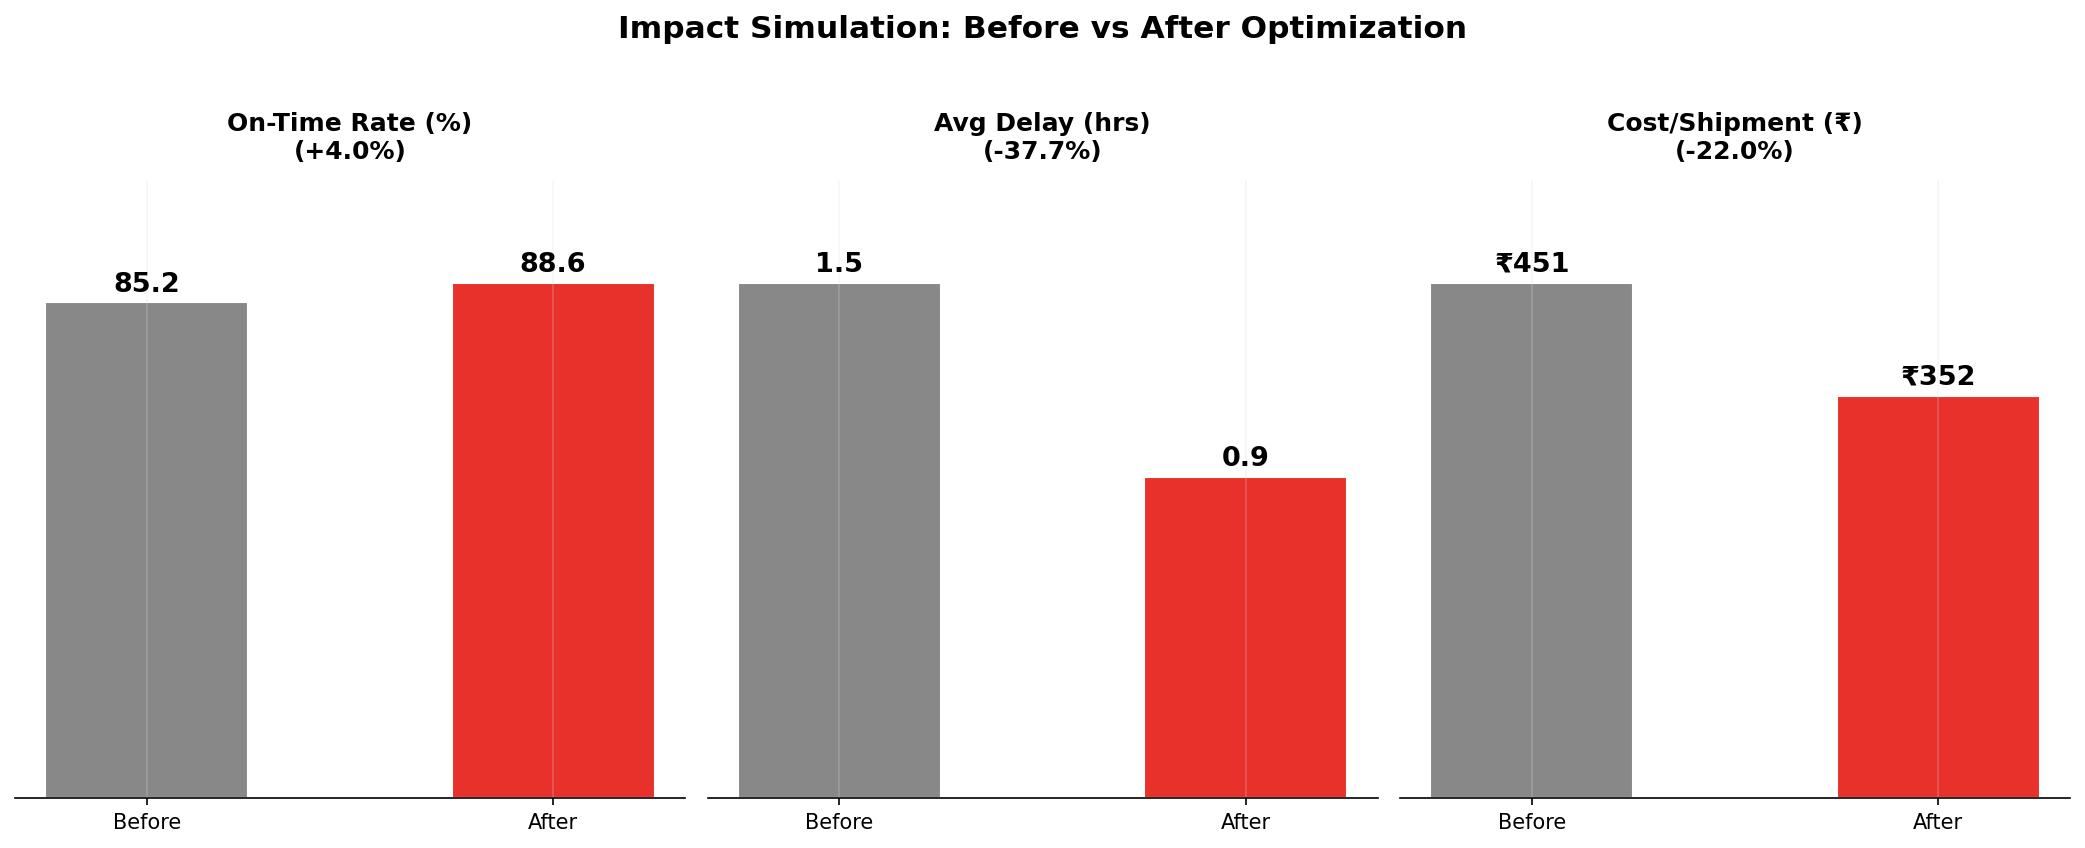 Impact Simulation: Before vs After Optimization
On-Time Rate (%)
(+4.0%)
85.2
88.6
Before
After
Avg Delay (hrs)
(-37.7%)
1.5
0.9
Before
After
Cost/Shipment (₹)
(-22.0%)
₹451
₹352
Before
After